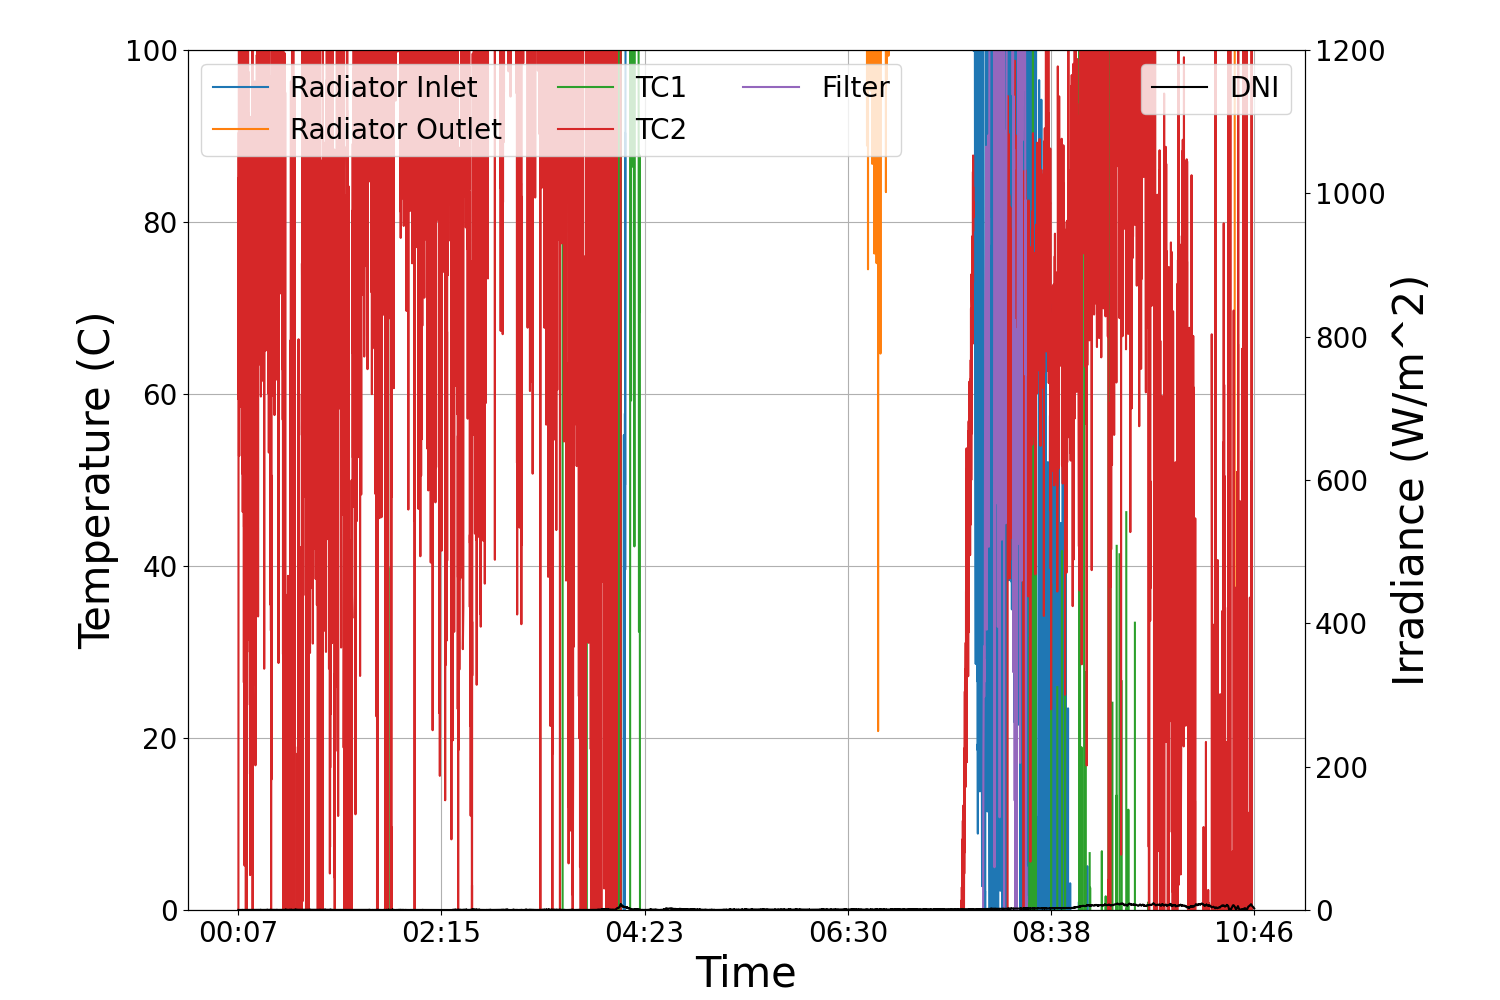 Radiator Inlet
Radiator Outlet
TC1
TC2
Filter
DNI
Temperature (C)
100
80
60
40
20
0
1200
1000
800
600
400
200
0
Irradiance (W/m^2)
00:07 02:15 04:23 06:30 08:38 10:46
Time